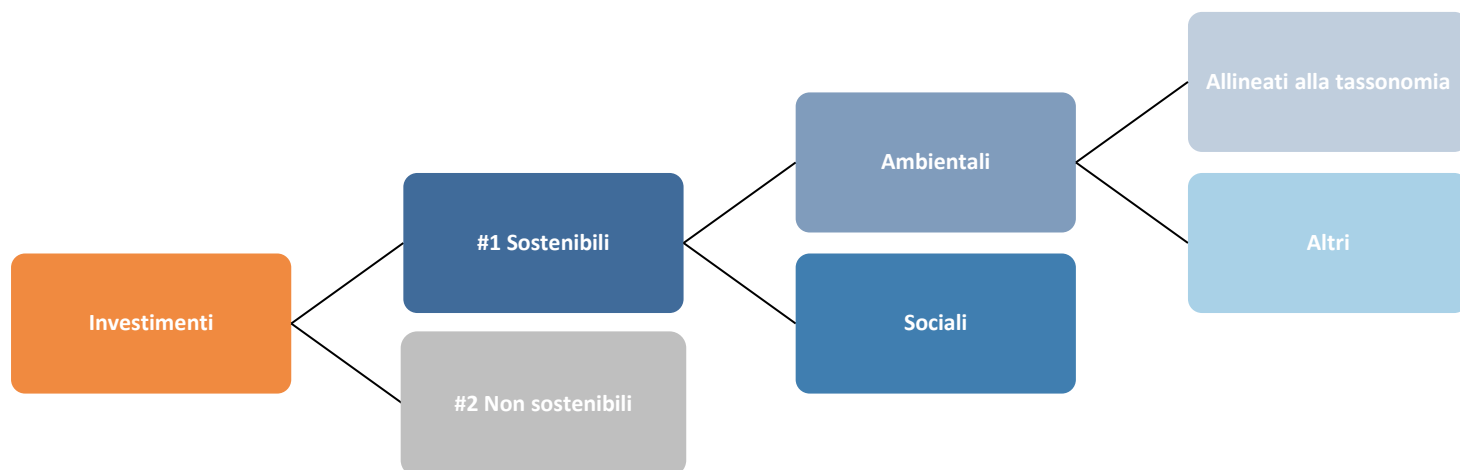 Allineati alla tassonomia
Ambientali
#1 Sostenibili
Altri
Investimenti
Sociali
#2 Non sostenibili